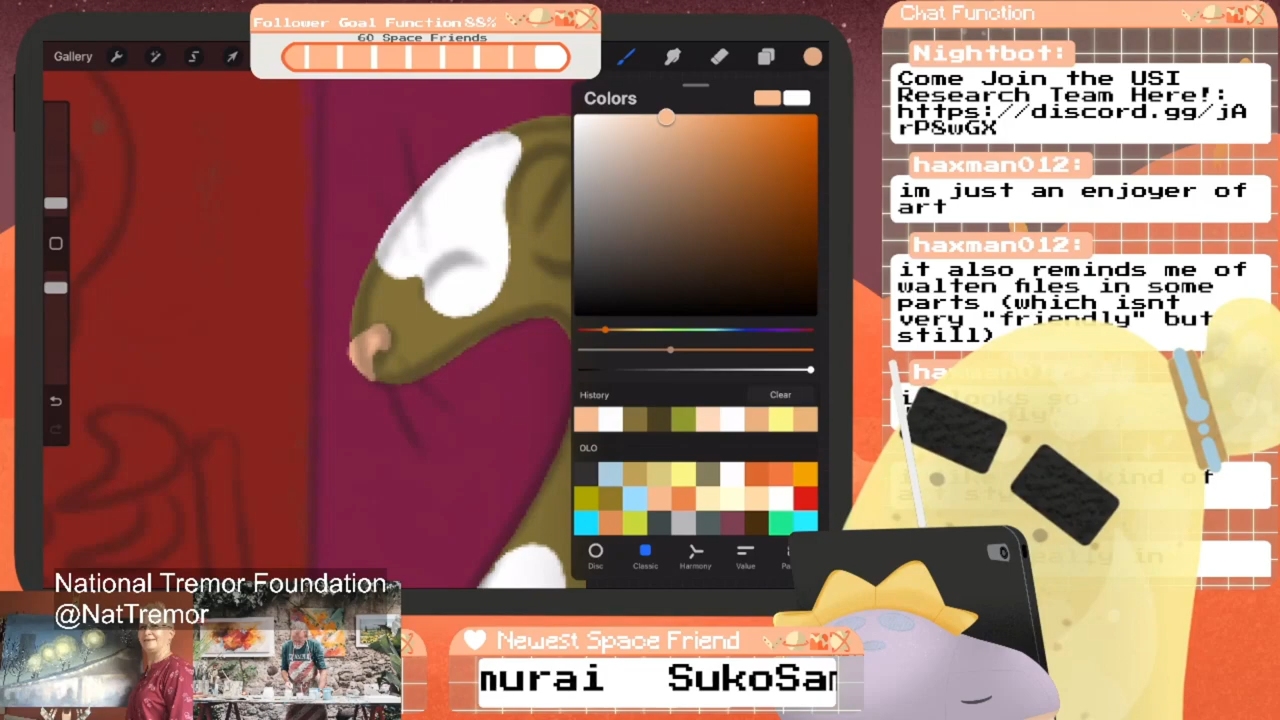 Follower Goal Function 88%
60 Space Friends
Gallery
Colors
History
Clear
OLO
Disc
Classic
Harmony
Value
Chat Function
Nightbot:
Come Join the USI
Research Team Here!:
https://discord.gg/jA
rP8wGX
haxman012:
im just an enjoyer of
art
haxman012:
it also reminds me of
walten files in some
parts (which isnt
very "friendly" but
still)
National Tremor Foundation
@NatTremor
Newest Space Friend
SukoSa